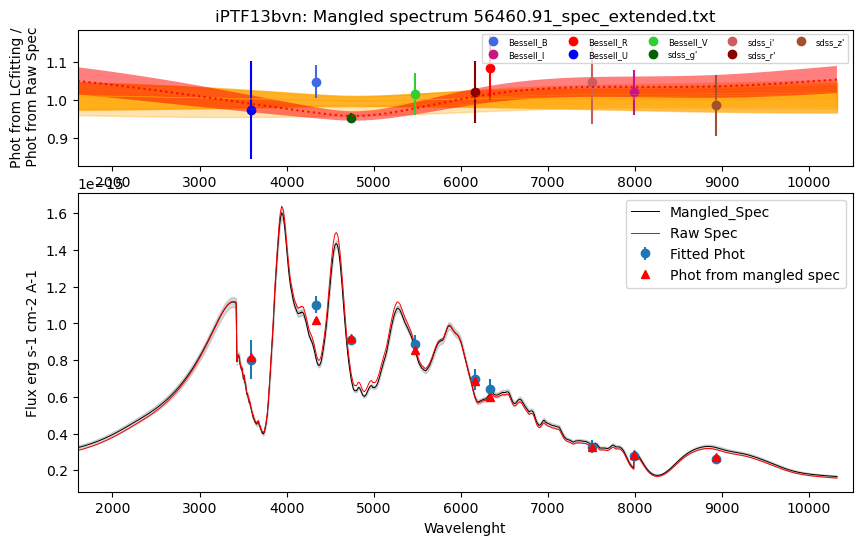 iPTF13bvn: Mangled spectrum 56460.91_spec_extended.txt
Phot from LCfitting /
Phot from Raw Spec
1.1
1.0
0.9
Bessell_B
Bessell_I
Bessell_R
Bessell_U
Bessell_V
sdss_g'
sdss_i'
sdss_r'
sdss_z'
2000 3000 4000 5000 6000 7000 8000 9000 10000
1e−15
Flux erg s-1 cm-2 A-1
1.6
1.4
1.2
1.0
0.8
0.6
0.4
0.2
Mangled_Spec
Raw Spec
Fitted Phot
Phot from mangled spec
2000 3000 4000 5000 6000 7000 8000 9000 10000
Wavelenght